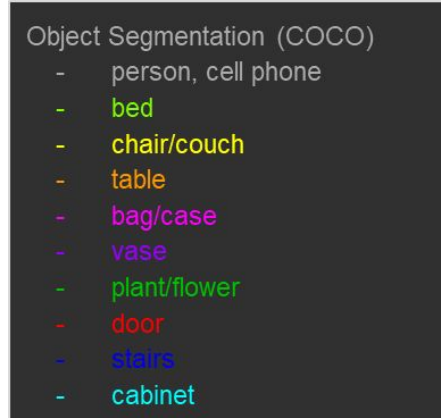 Object Segmentation (COCO)
- person, cell phone
- bed
- chair/couch
- table
- bag/case
- vase
- plant/flower
- door
- stairs
- cabinet